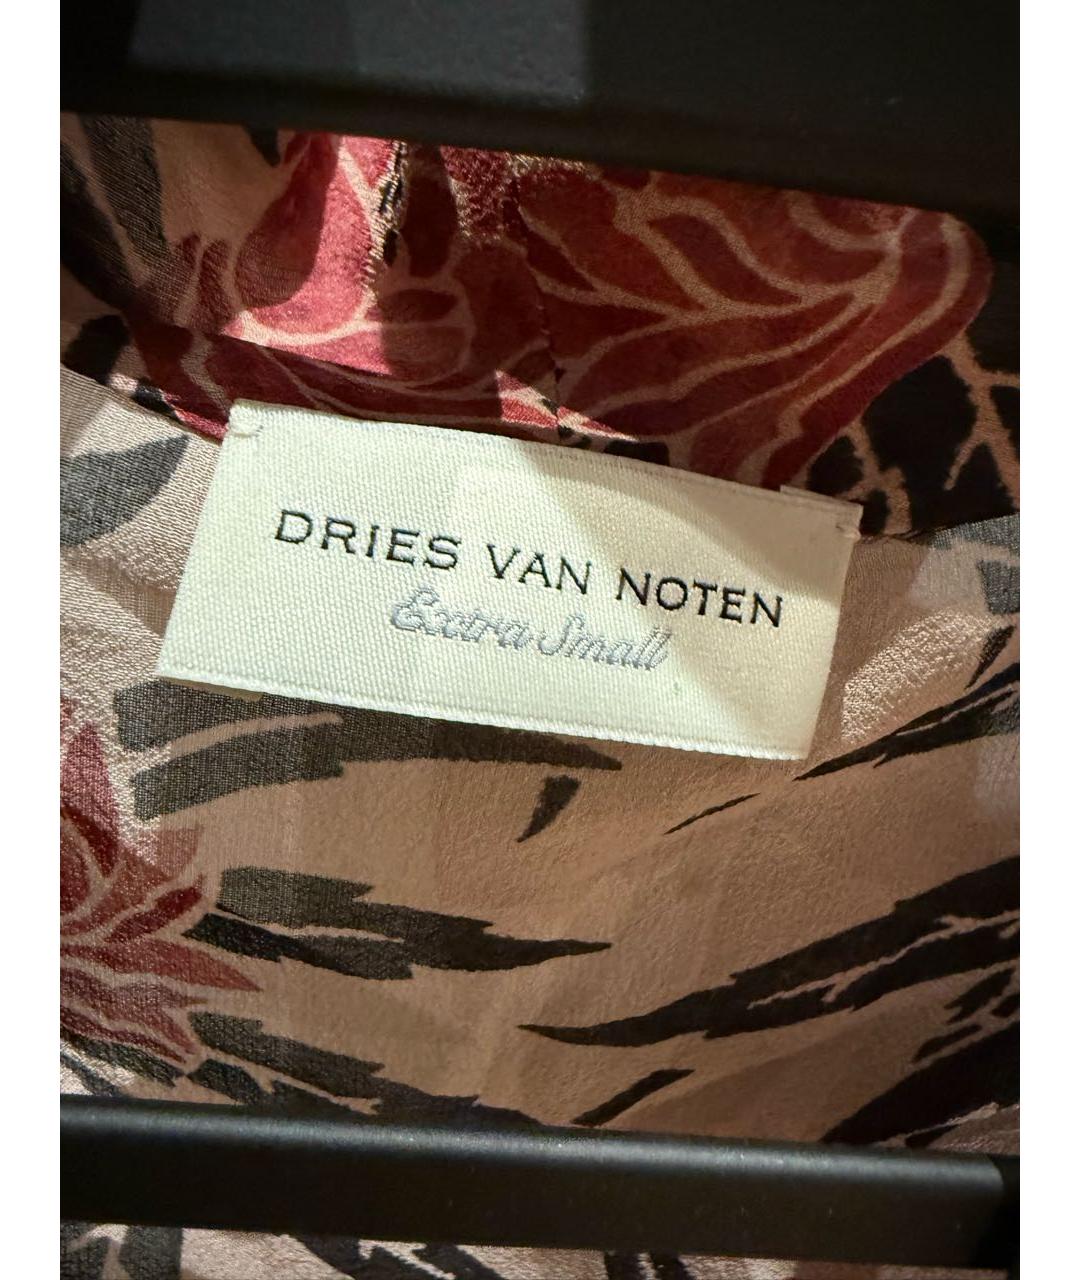 DRIES VAN NOTEN
Extra Small